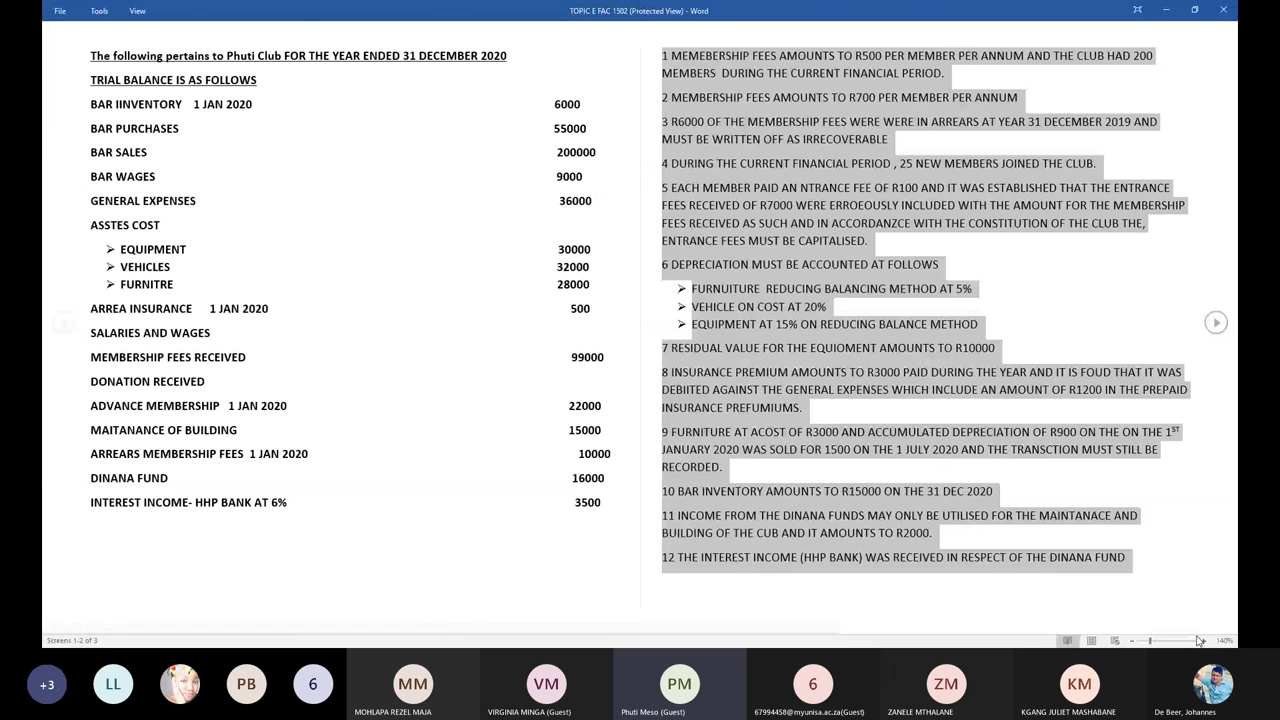 File Tools View TOPIC E FAC 1502 (Protected View) - Word
The following pertains to Phuti Club FOR THE YEAR ENDED 31 DECEMBER 2020
TRIAL BALANCE IS AS FOLLOWS
BAR IINVENTORY 1 JAN 2020 6000
BAR PURCHASES 55000
BAR SALES 200000
BAR WAGES 9000
GENERAL EXPENSES 36000
ASSTES COST
➢ EQUIPMENT 30000
➢ VEHICLES 32000
➢ FURNITRE 28000
ARREA INSURANCE 1 JAN 2020 500
SALARIES AND WAGES
MEMBERSHIP FEES RECEIVED 99000
DONATION RECEIVED
ADVANCE MEMBERSHIP 1 JAN 2020 22000
MAITANANCE OF BUILDING 15000
ARREARS MEMBERSHIP FEES 1 JAN 2020 10000
DINANA FUND 16000
INTEREST INCOME- HHP BANK AT 6% 3500
1 MEMEBERSHIP FEES AMOUNTS TO R500 PER MEMBER PER ANNUM AND THE CLUB HAD 200
MEMBERS DURING THE CURRENT FINANCIAL PERIOD.
2 MEMBERSHIP FEES AMOUNTS TO R700 PER MEMBER PER ANNUM
3 R6000 OF THE MEMBERSHIP FEES WERE WERE IN ARREARS AT YEAR 31 DECEMBER 2019 AND
MUST BE WRITTEN OFF AS IRRECOVERABLE
4 DURING THE CURRENT FINANCIAL PERIOD , 25 NEW MEMBERS JOINED THE CLUB.
5 EACH MEMBER PAID AN NTRANCE FEE OF R100 AND IT WAS ESTABLISHED THAT THE ENTRANCE
FEES RECEIVED OF R7000 WERE ERROEOUSLY INCLUDED WITH THE AMOUNT FOR THE MEMBERSHIP
FEES RECEIVED AS SUCH AND IN ACCORDANZCE WITH THE CONSTITUTION OF THE CLUB THE,
ENTRANCE FEES MUST BE CAPITALISED.
6 DEPRECIATION MUST BE ACCOUNTED AT FOLLOWS
➢ FURNUITURE REDUCING BALANCING METHOD AT 5%
➢ VEHICLE ON COST AT 20%
➢ EQUIPMENT AT 15% ON REDUCING BALANCE METHOD
7 RESIDUAL VALUE FOR THE EQUIOMENT AMOUNTS TO R10000
8 INSURANCE PREMIUM AMOUNTS TO R3000 PAID DURING THE YEAR AND IT IS FOUD THAT IT WAS
DEBIITED AGAINST THE GENERAL EXPENSES WHICH INCLUDE AN AMOUNT OF R1200 IN THE PREPAID
INSURANCE PREFUMIUMS.
9 FURNITURE AT ACOST OF R3000 AND ACCUMULATED DEPRECIATION OF R900 ON THE ON THE 1ST
JANUARY 2020 WAS SOLD FOR 1500 ON THE 1 JULY 2020 AND THE TRANSCTION MUST STILL BE
RECORDED.
10 BAR INVENTORY AMOUNTS TO R15000 ON THE 31 DEC 2020
11 INCOME FROM THE DINANA FUNDS MAY ONLY BE UTILISED FOR THE MAINTANACE AND
BUILDING OF THE CUB AND IT AMOUNTS TO R2000.
12 THE INTEREST INCOME (HHP BANK) WAS RECEIVED IN RESPECT OF THE DINANA FUND
Screens 1-2 of 3 140%
+3 LL PB 6 MM VM PM 6 ZM KM
MOHLAPA REZEL MAJA VIRGINIA MINGA (Guest) Phuti Meso (Guest) 67994458@myunisa.ac.za(Guest) ZANELE MTHALANE KGANG JULIET MASHABANE De Beer, Johannes